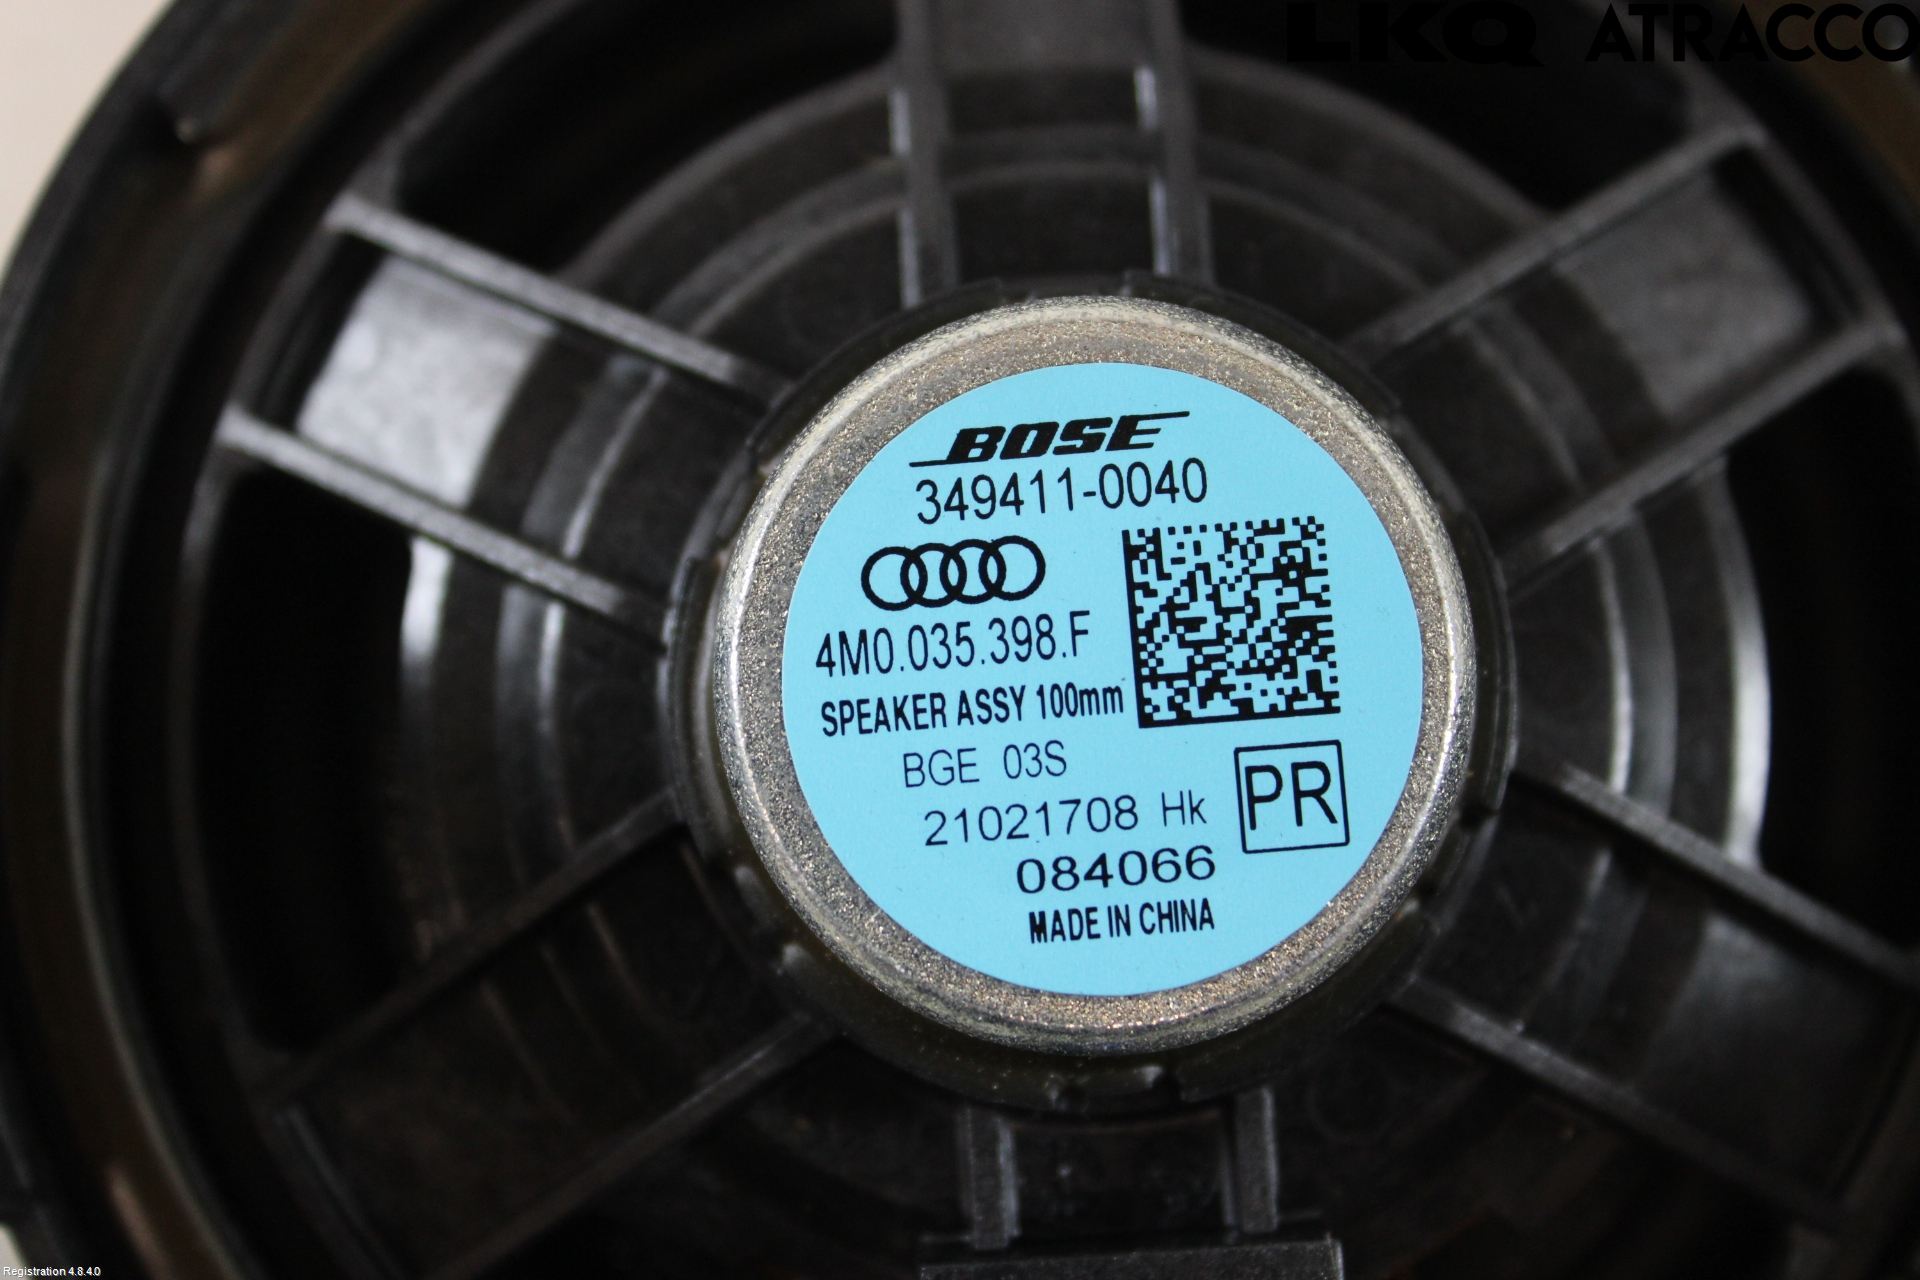 LKQ ATRACCO
BOSE
349411-0040
4M0.035.398.F
SPEAKER ASSY 100mm
BGE 03S
21021708 Hk
PR
084066
MADE IN CHINA
Registration 4.8.4.0